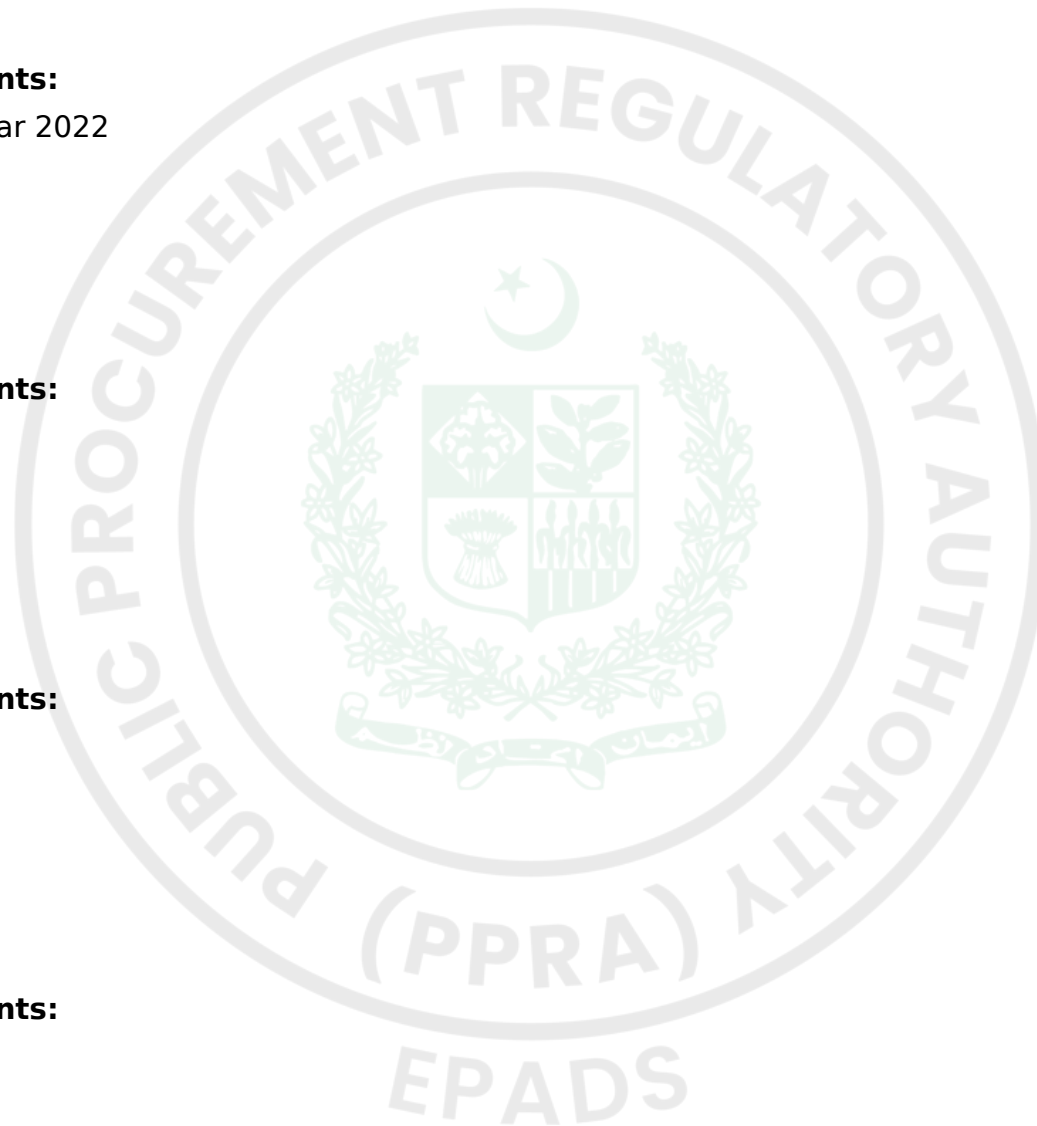 nts:
ar 2022
nts:
nts:
nts:
PUBLIC PROCUREMENT REGULATORY AUTHORITY
(PPRA)
EPADS